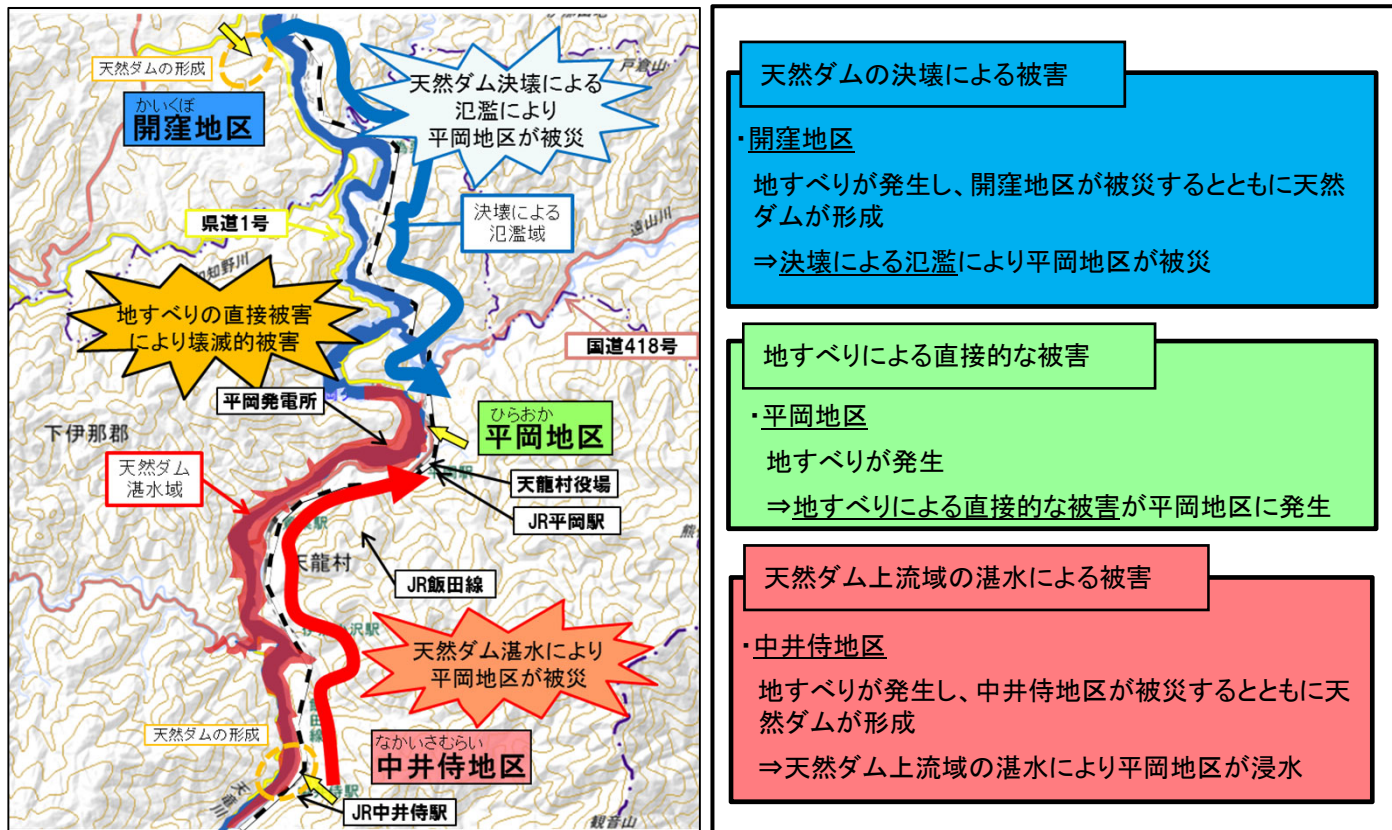 戸倉山
天然ダムの形成
かいくぼ
開窪地区
天然ダム決壊による
氾濫により
平岡地区が被災
県道1号
決壊による
氾濫域
遠山川
知野川
地すべりの直接被害
により壊滅的被害
国道418号
平岡発電所
ひらおか
平岡地区
下伊那郡
天然ダム
湛水域
平岡駅
天龍村役場
JR平岡駅
天龍村
JR飯田線
天然ダム湛水により
平岡地区が被災
飯田線
天然ダムの形成
なかいさむらい
中井侍地区
天竜川
JR中井侍駅
観音山
天然ダムの決壊による被害
・開窪地区
地すべりが発生し、開窪地区が被災するとともに天然
ダムが形成
⇒決壊による氾濫により平岡地区が被災
地すべりによる直接的な被害
・平岡地区
地すべりが発生
⇒地すべりによる直接的な被害が平岡地区に発生
天然ダム上流域の湛水による被害
・中井侍地区
地すべりが発生し、中井侍地区が被災するとともに天
然ダムが形成
⇒天然ダム上流域の湛水により平岡地区が浸水